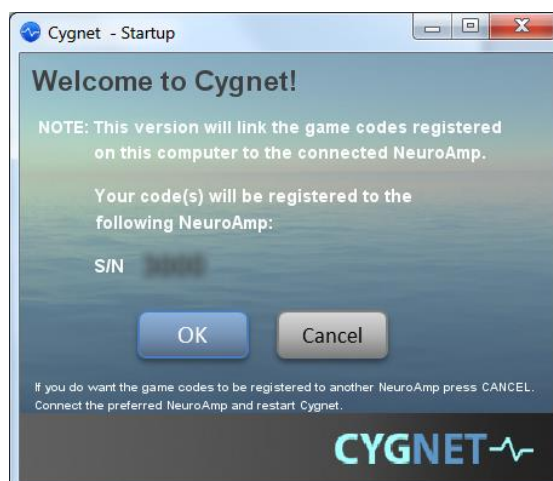 Cygnet - Startup
Welcome to Cygnet!
NOTE: This version will link the game codes registered
on this computer to the connected NeuroAmp.
Your code(s) will be registered to the
following NeuroAmp:
S/N
OK Cancel
If you do want the game codes to be registered to another NeuroAmp press CANCEL.
Connect the preferred NeuroAmp and restart Cygnet.
CYGNET